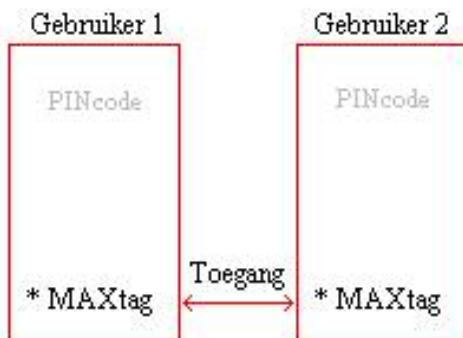 Gebruiker 1 Gebruiker 2
PINcode PINcode
Toegang
* MAXtag * MAXtag